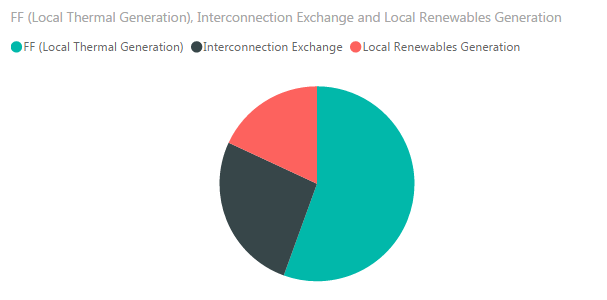 FF (Local Thermal Generation), Interconnection Exchange and Local Renewables Generation
FF (Local Thermal Generation) Interconnection Exchange Local Renewables Generation